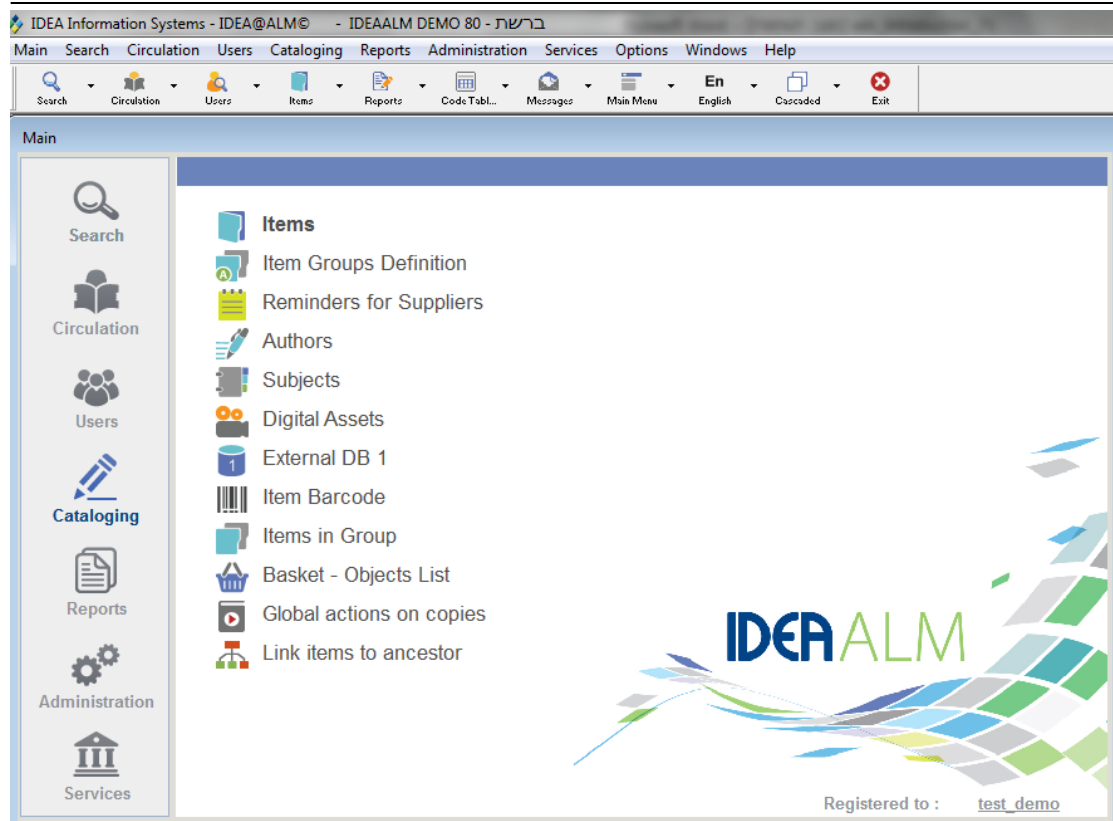 IDEA Information Systems - IDEA@ALM© - IDEAALM DEMO 80 - ברשת
Main Search Circulation Users Cataloging Reports Administration Services Options Windows Help
En
Search Circulation Users Items Reports Code Tabl... Messages Main Menu English Cascaded Exit
Main
Search
Circulation
Users
Cataloging
Reports
Administration
Services
Items
A
Item Groups Definition
Reminders for Suppliers
Authors
Subjects
Digital Assets
1
External DB 1
Item Barcode
Items in Group
Basket - Objects List
Global actions on copies
Link items to ancestor
IDEA ALM
Registered to : test_demo